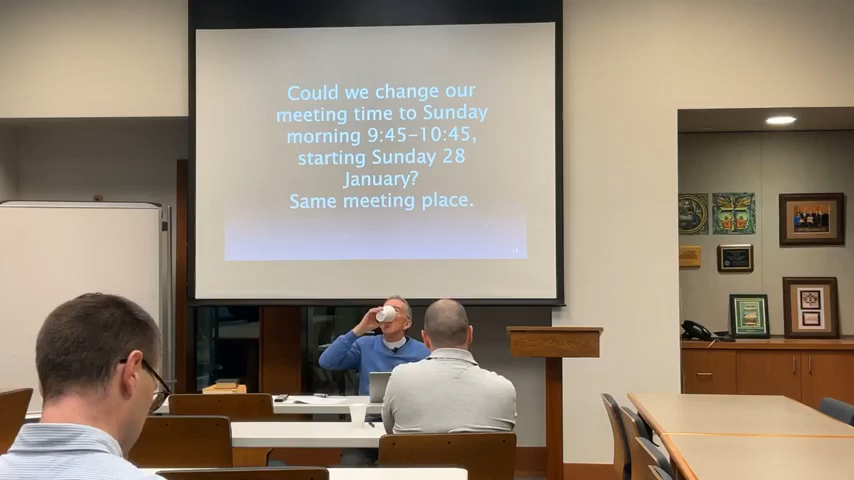 Could we change our
meeting time to Sunday
morning 9:45-10:45,
starting Sunday 28
January?
Same meeting place.